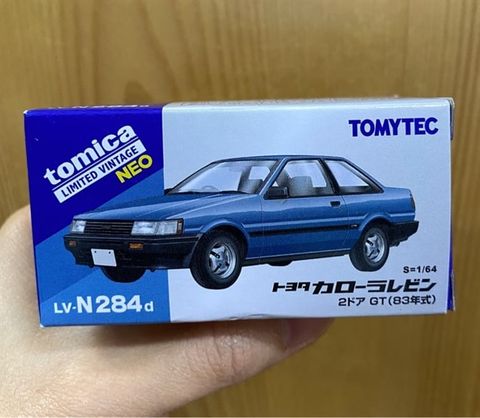 tomica
LIMITED VINTAGE
NEO
TOMYTEC
S=1/64
トヨタ カローラレビン
LV-N284d
2ドア GT(83年式)